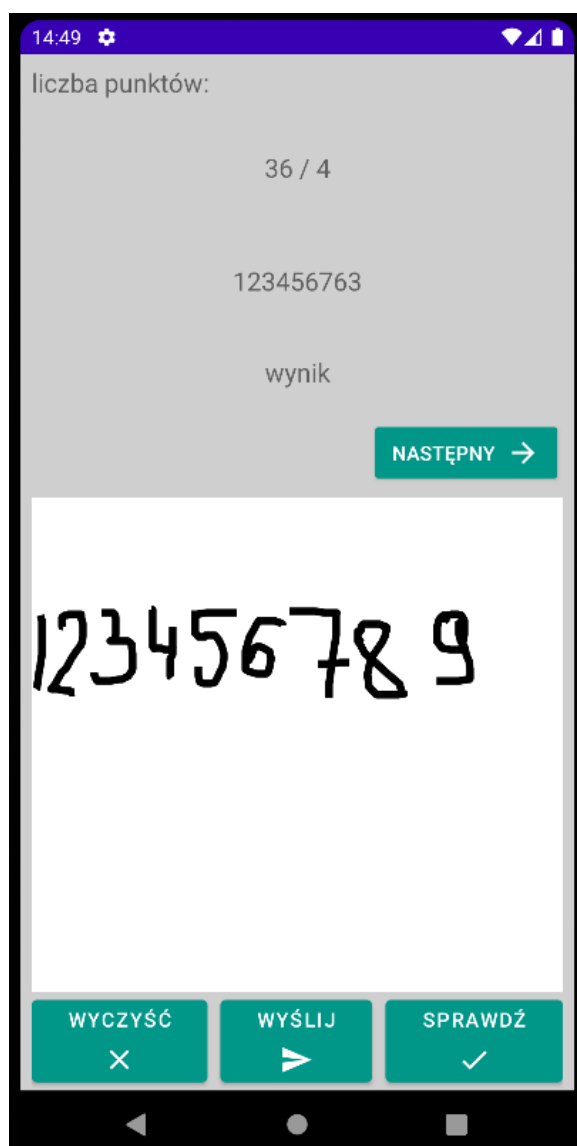 14:49
liczba punktów:
36 / 4
123456763
wynik
NASTĘPNY
123456789
WYCZYŚĆ WYŚLIJ SPRAWDŹ